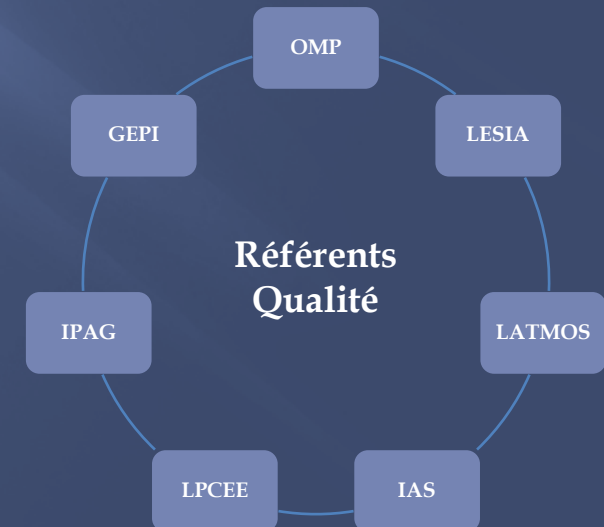 OMP
GEPI
LESIA
Référents
Qualité
IPAG
LATMOS
LPCEE
IAS